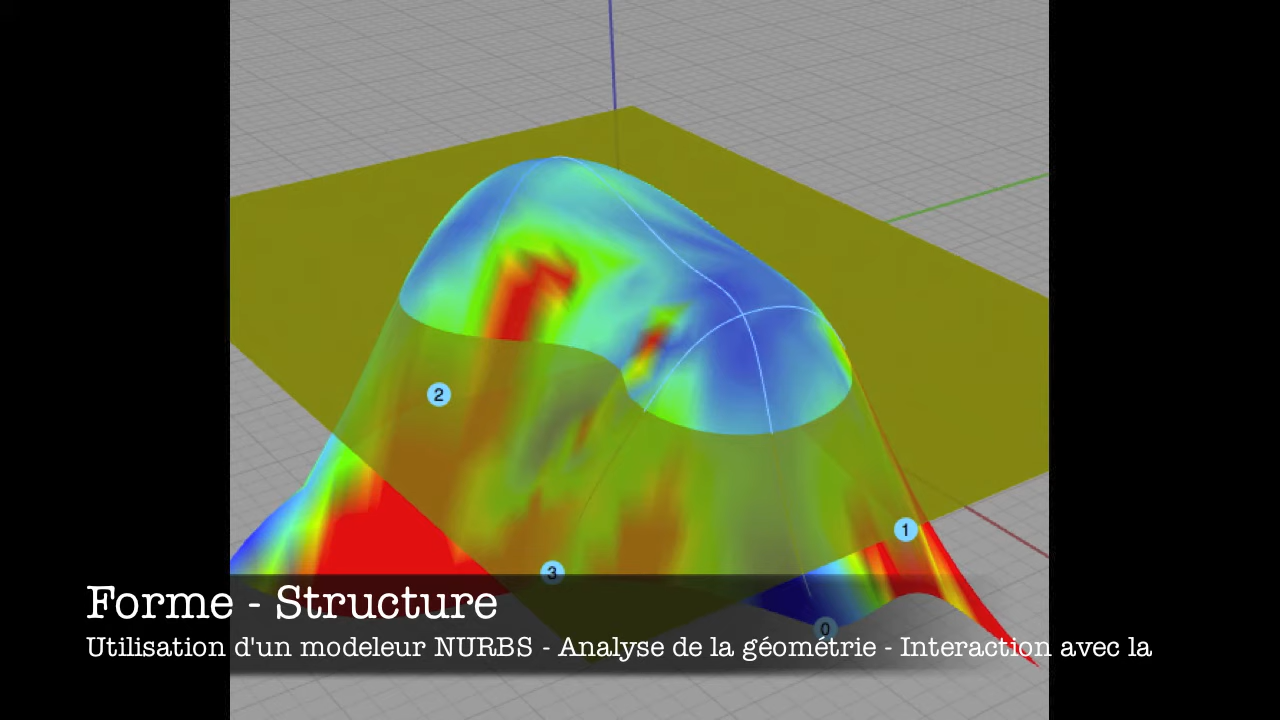 2
1
3
0
Forme - Structure
Utilisation d'un modeleur NURBS - Analyse de la géométrie - Interaction avec la